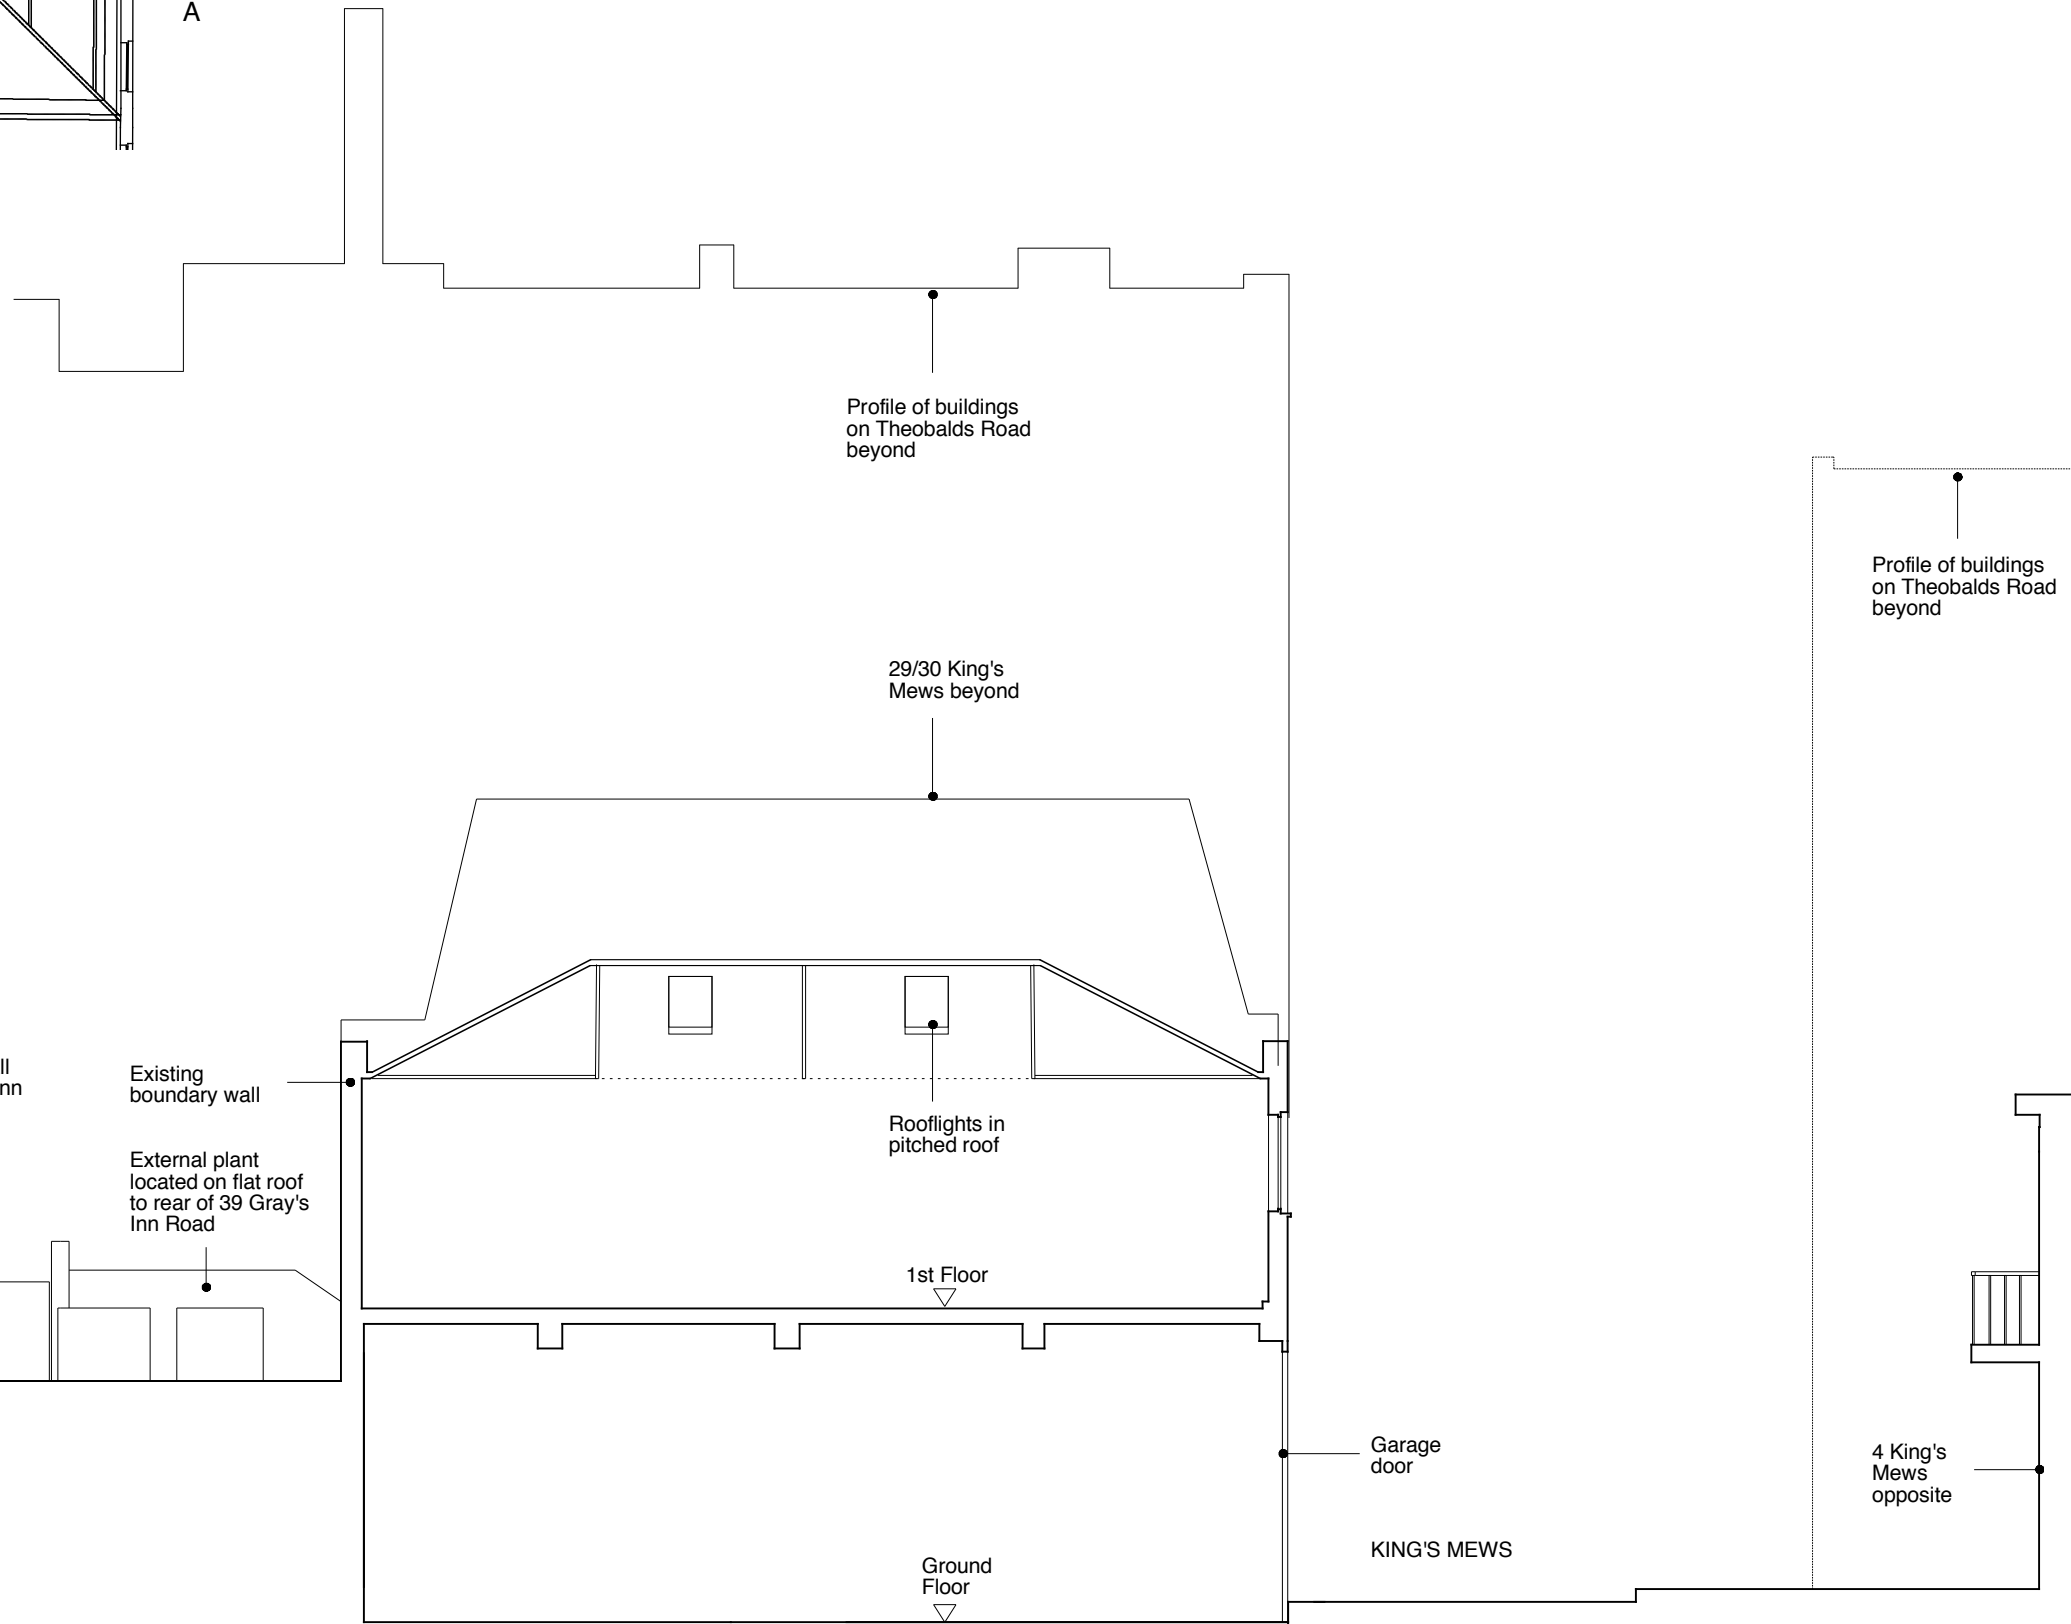 A
Profile of buildings
on Theobalds Road
beyond
Profile of buildings
on Theobalds Road
beyond
29/30 King's
Mews beyond
ll
nn
Existing
boundary wall
Rooflights in
pitched roof
External plant
located on flat roof
to rear of 39 Gray's
Inn Road
1st Floor
Garage
door
4 King's
Mews
opposite
KING'S MEWS
Ground
Floor